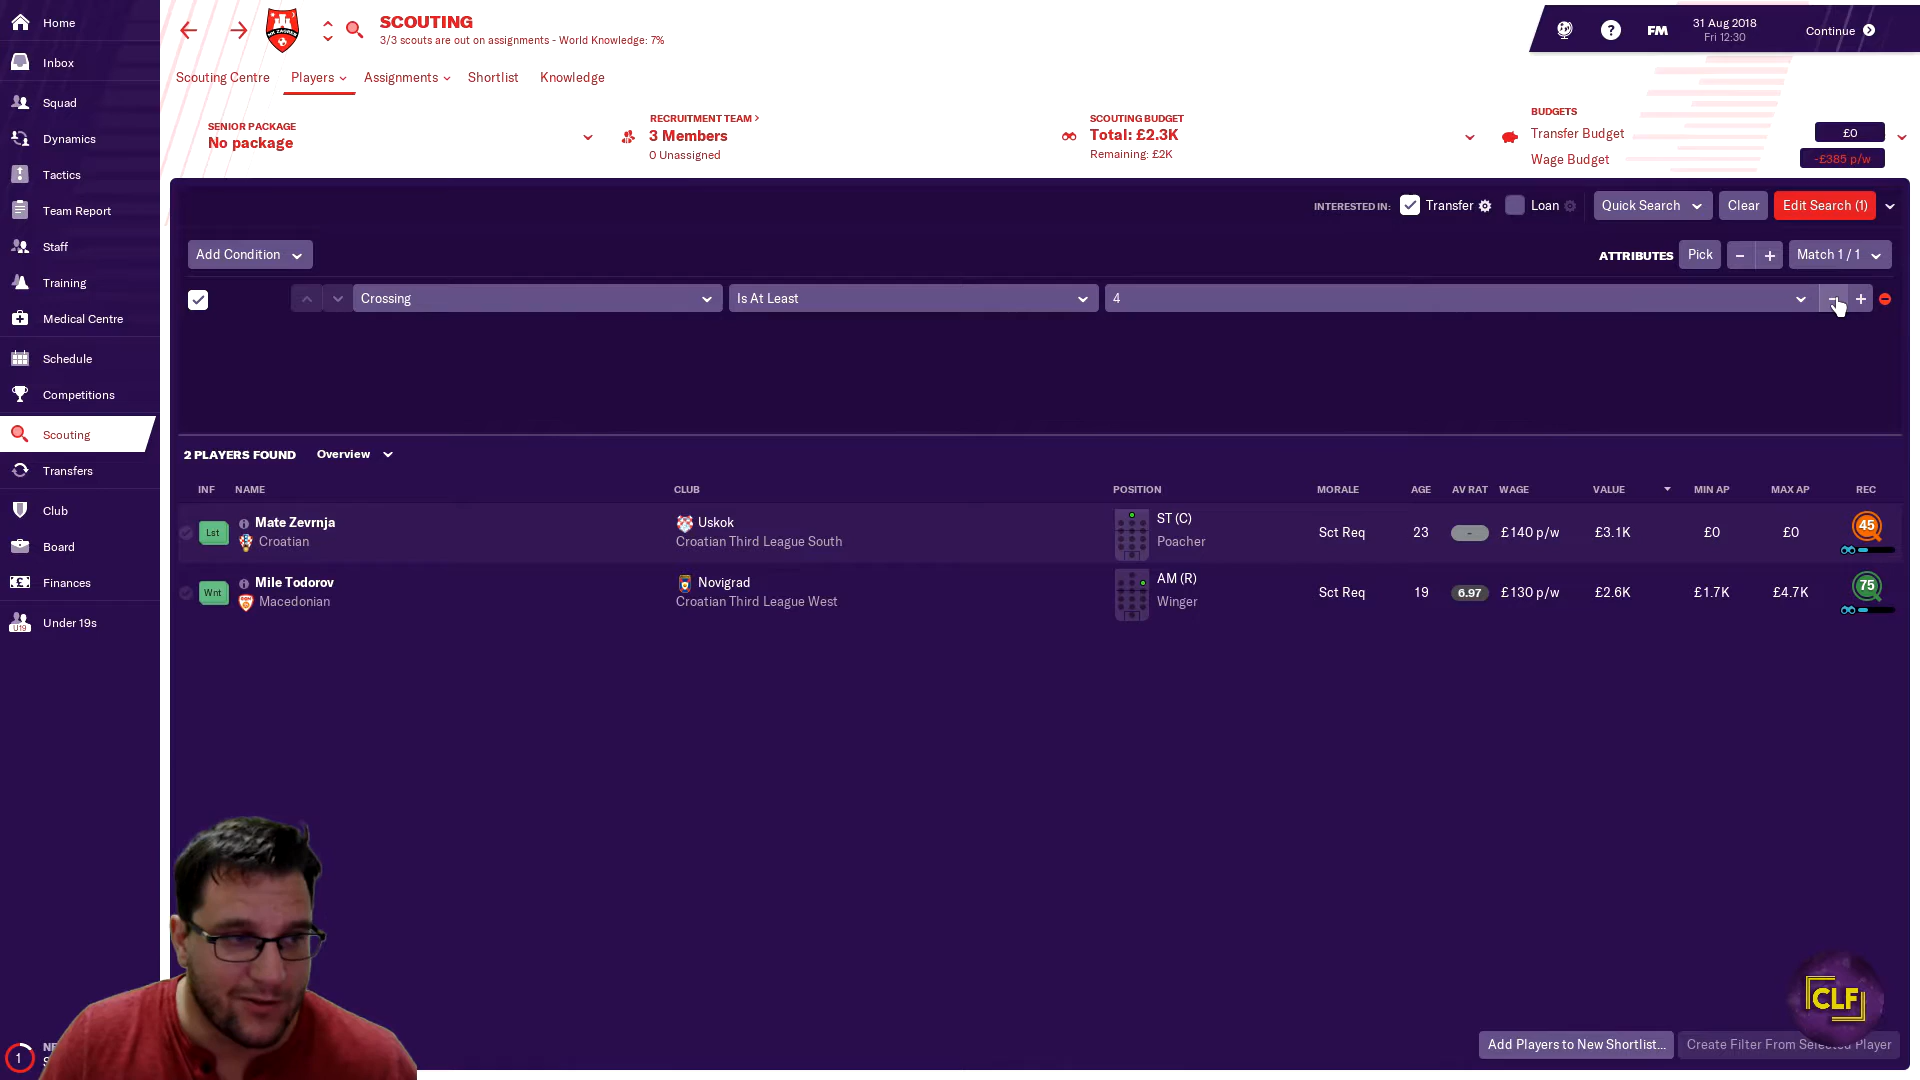 Home
Inbox
Squad
Dynamics
Tactics
Team Report
Staff
Training
Medical Centre
Schedule
Competitions
Scouting
Transfers
Club
Board
Finances
U19
Under 19s
1
SCOUTING
3/3 scouts are out on assignments - World Knowledge: 7%
FM
31 Aug 2018
Fri 12:30
Continue
Scouting Centre
Players
Assignments
Shortlist
Knowledge
SENIOR PACKAGE
No package
RECRUITMENT TEAM >
3 Members
0 Unassigned
SCOUTING BUDGET
Total: £2.3K
Remaining: £2K
BUDGETS
Transfer Budget
£0
Wage Budget
-£385 p/w
INTERESTED IN:
Transfer
Loan
Quick Search
Clear
Edit Search (1)
Add Condition
ATTRIBUTES
Pick
Match 1 / 1
Crossing
Is At Least
4
2 PLAYERS FOUND
Overview
INF NAME CLUB POSITION MORALE AGE AV RAT WAGE VALUE MIN AP MAX AP REC
Lst Mate Zevrnja Uskok ST (C) Sct Req 23 - £140 p/w £3.1K £0 £0 45
Croatian Croatian Third League South Poacher
Wnt Mile Todorov Novigrad AM (R) Sct Req 19 6.97 £130 p/w £2.6K £1.7K £4.7K 75
Macedonian Croatian Third League West Winger
CLF
Add Players to New Shortlist...
Create Filter From Selected Player